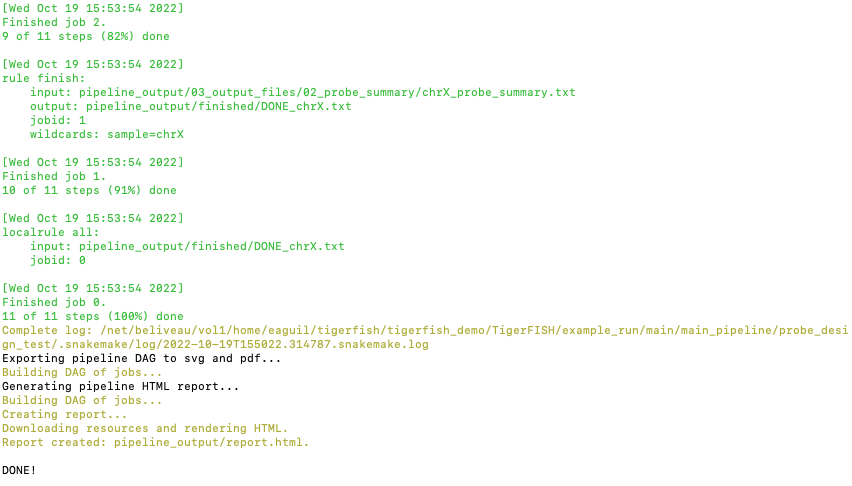 [Wed Oct 19 15:53:54 2022]
Finished job 2.
9 of 11 steps (82%) done
[Wed Oct 19 15:53:54 2022]
rule finish:
    input: pipeline_output/03_output_files/02_probe_summary/chrX_probe_summary.txt
    output: pipeline_output/finished/DONE_chrX.txt
    jobid: 1
    wildcards: sample=chrX
[Wed Oct 19 15:53:54 2022]
Finished job 1.
10 of 11 steps (91%) done
[Wed Oct 19 15:53:54 2022]
localrule all:
    input: pipeline_output/finished/DONE_chrX.txt
    jobid: 0
[Wed Oct 19 15:53:54 2022]
Finished job 0.
11 of 11 steps (100%) done
Complete log: /net/beliveau/vol1/home/eaguil/tigerfish/tigerfish_demo/TigerFISH/example_run/main/main_pipeline/probe_desi
gn_test/.snakemake/log/2022-10-19T155022.314787.snakemake.log
Exporting pipeline DAG to svg and pdf...
Building DAG of jobs...
Generating pipeline HTML report...
Building DAG of jobs...
Creating report...
Downloading resources and rendering HTML.
Report created: pipeline_output/report.html.
DONE!